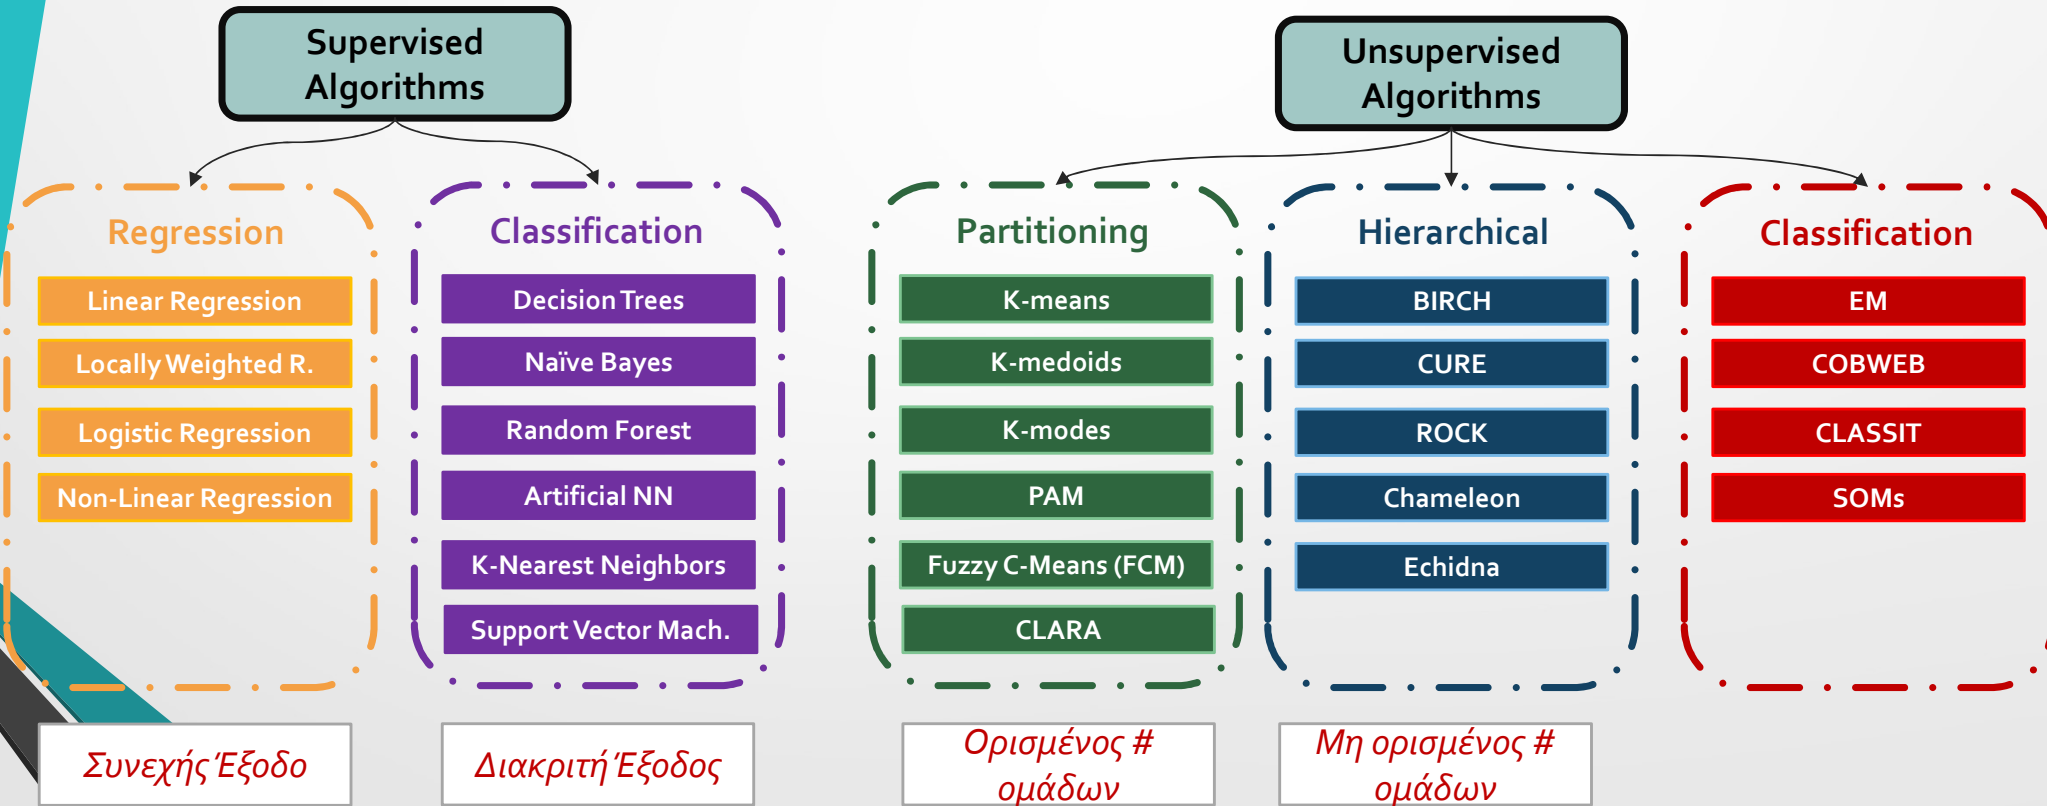 Supervised
Algorithms
Unsupervised
Algorithms
Regression
Linear Regression
Locally Weighted R.
Logistic Regression
Non-Linear Regression
Classification
Decision Trees
Naïve Bayes
Random Forest
Artificial NN
K-Nearest Neighbors
Support Vector Mach.
Partitioning
K-means
K-medoids
K-modes
PAM
Fuzzy C-Means (FCM)
CLARA
Hierarchical
BIRCH
CURE
ROCK
Chameleon
Echidna
Classification
EM
COBWEB
CLASSIT
SOMs
Συνεχής Έξοδο
Διακριτή Έξοδος
Ορισμένος #
ομάδων
Μη ορισμένος #
ομάδων